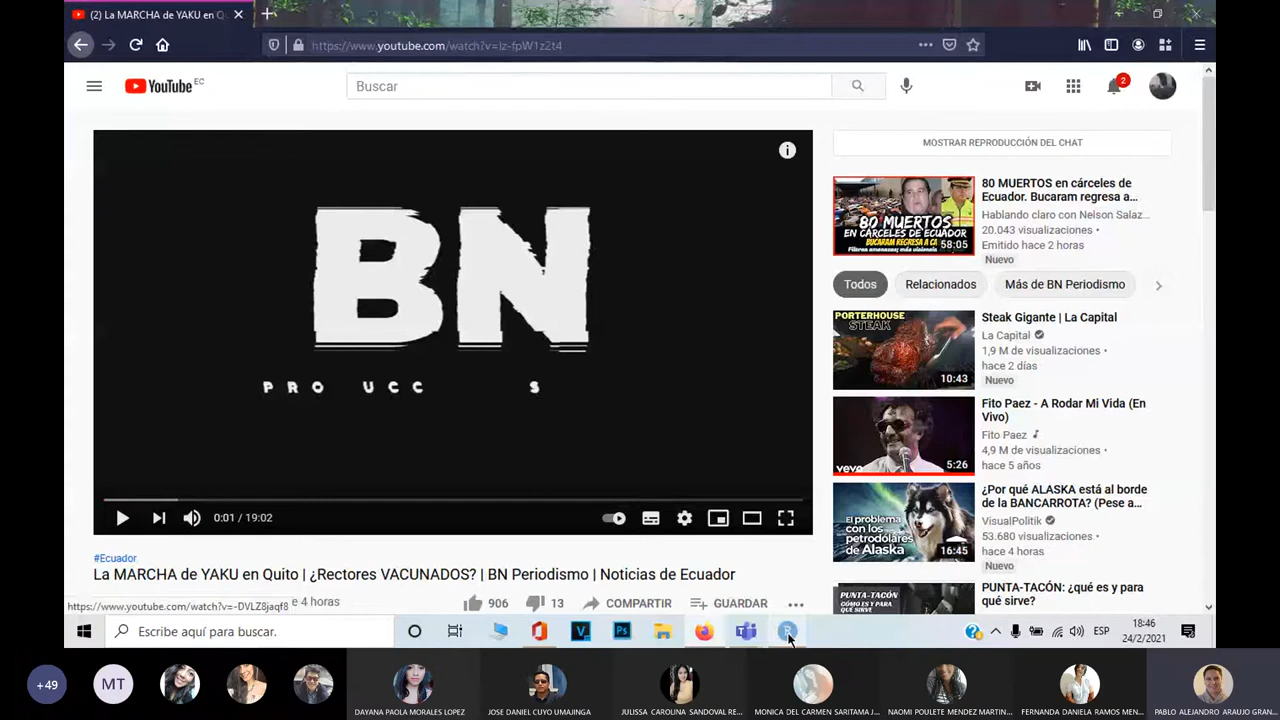 (2) La MARCHA de YAKU en Q
https://www.youtube.com/watch?v=Iz-fpW1z2t4
YouTube EC
Buscar
2
MOSTRAR REPRODUCCIÓN DEL CHAT
BN
PRO UCC S
80 MUERTOS
EN CÁRCELES DE ECUADOR
BUCARAM REGRESA A CA
58:05
80 MUERTOS en cárceles de
Ecuador. Bucaram regresa a...
Hablando claro con Nelson Salaz...
20.043 visualizaciones •
Emitido hace 2 horas
Nuevo
Todos
Relacionados
Más de BN Periodismo
PORTERHOUSE
STEAK
10:43
Steak Gigante | La Capital
La Capital
1,9 M de visualizaciones •
hace 2 días
Nuevo
vevo
5:26
Fito Paez - A Rodar Mi Vida (En
Vivo)
Fito Paez
4,9 M de visualizaciones •
hace 5 años
El problema
con los
petrodólares
de Alaska
16:45
¿Por qué ALASKA está al borde
de la BANCARROTA? (Pese a...
VisualPolitik
53.680 visualizaciones •
hace 4 horas
Nuevo
PUNTA-TACÓN:
¿QUÉ ES Y PARA
QUÉ SIRVE?
PUNTA-TACÓN: ¿qué es y para
qué sirve?
0:01 / 19:02
#Ecuador
La MARCHA de YAKU en Quito | ¿Rectores VACUNADOS? | BN Periodismo | Noticias de Ecuador
https://www.youtube.com/watch?v=-DVLZ8jaqf8
e 4 horas
906
13
COMPARTIR
GUARDAR
Escribe aquí para buscar.
V
Ps
R
ESP
18:46
24/2/2021
+49
MT
DAYANA PAOLA MORALES LOPEZ
JOSE DANIEL CUYO UMAJINGA
JULISSA CAROLINA SANDOVAL RE...
MONICA DEL CARMEN SARITAMA J...
NAOMI POULETE MENDEZ MARTIN...
FERNANDA DANIELA RAMOS MEN...
PABLO ALEJANDRO ARAUJO GRAN...